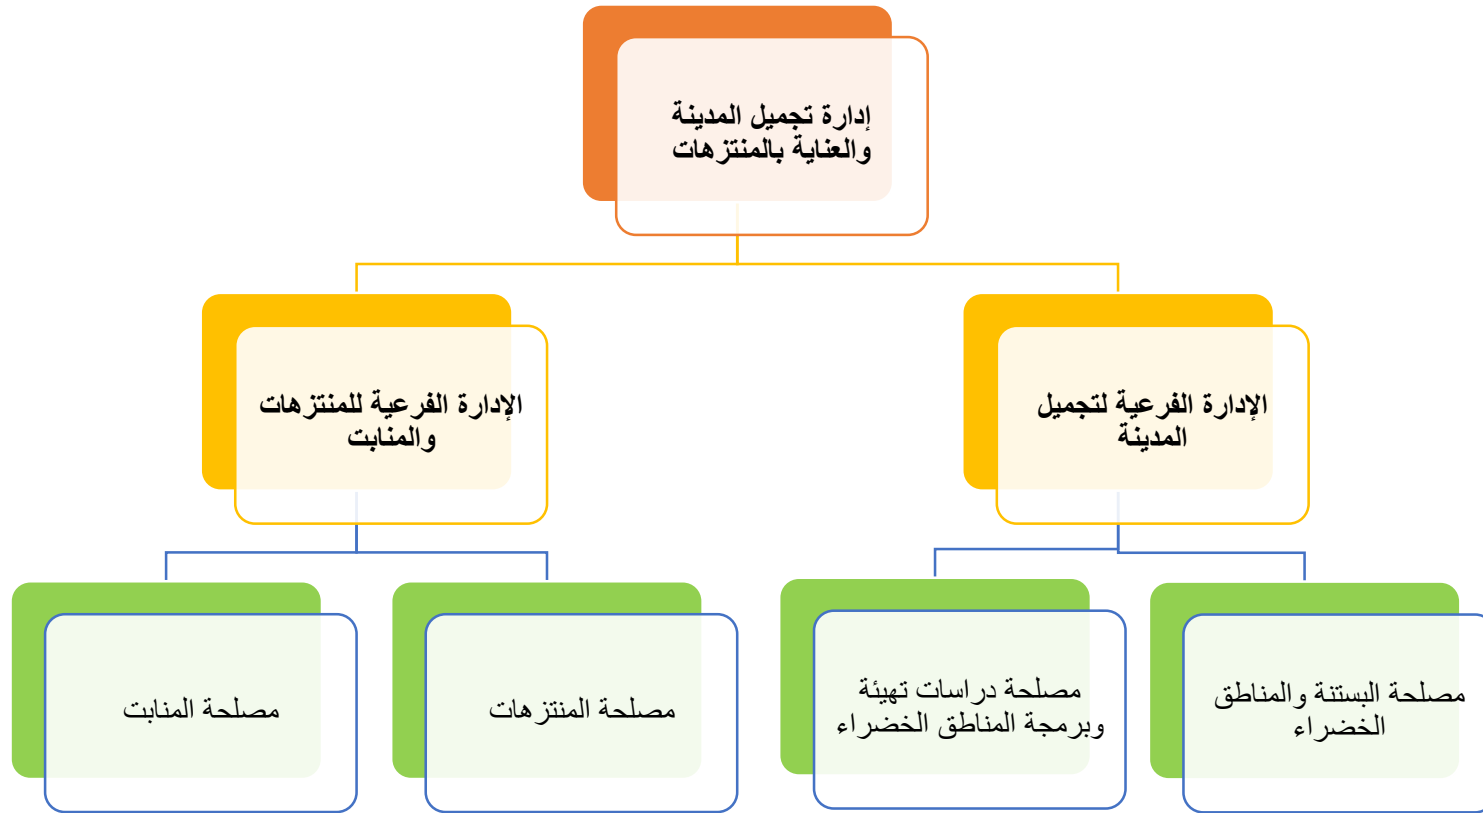 إدارة تجميل المدينة
والعناية بالمنتزهات
الإدارة الفرعية لتجميل
المدينة
الإدارة الفرعية للمنتزهات
والمنابت
مصلحة البستنة والمناطق
الخضراء
مصلحة دراسات تهيئة
وبرمجة المناطق الخضراء
مصلحة المنتزهات
مصلحة المنابت